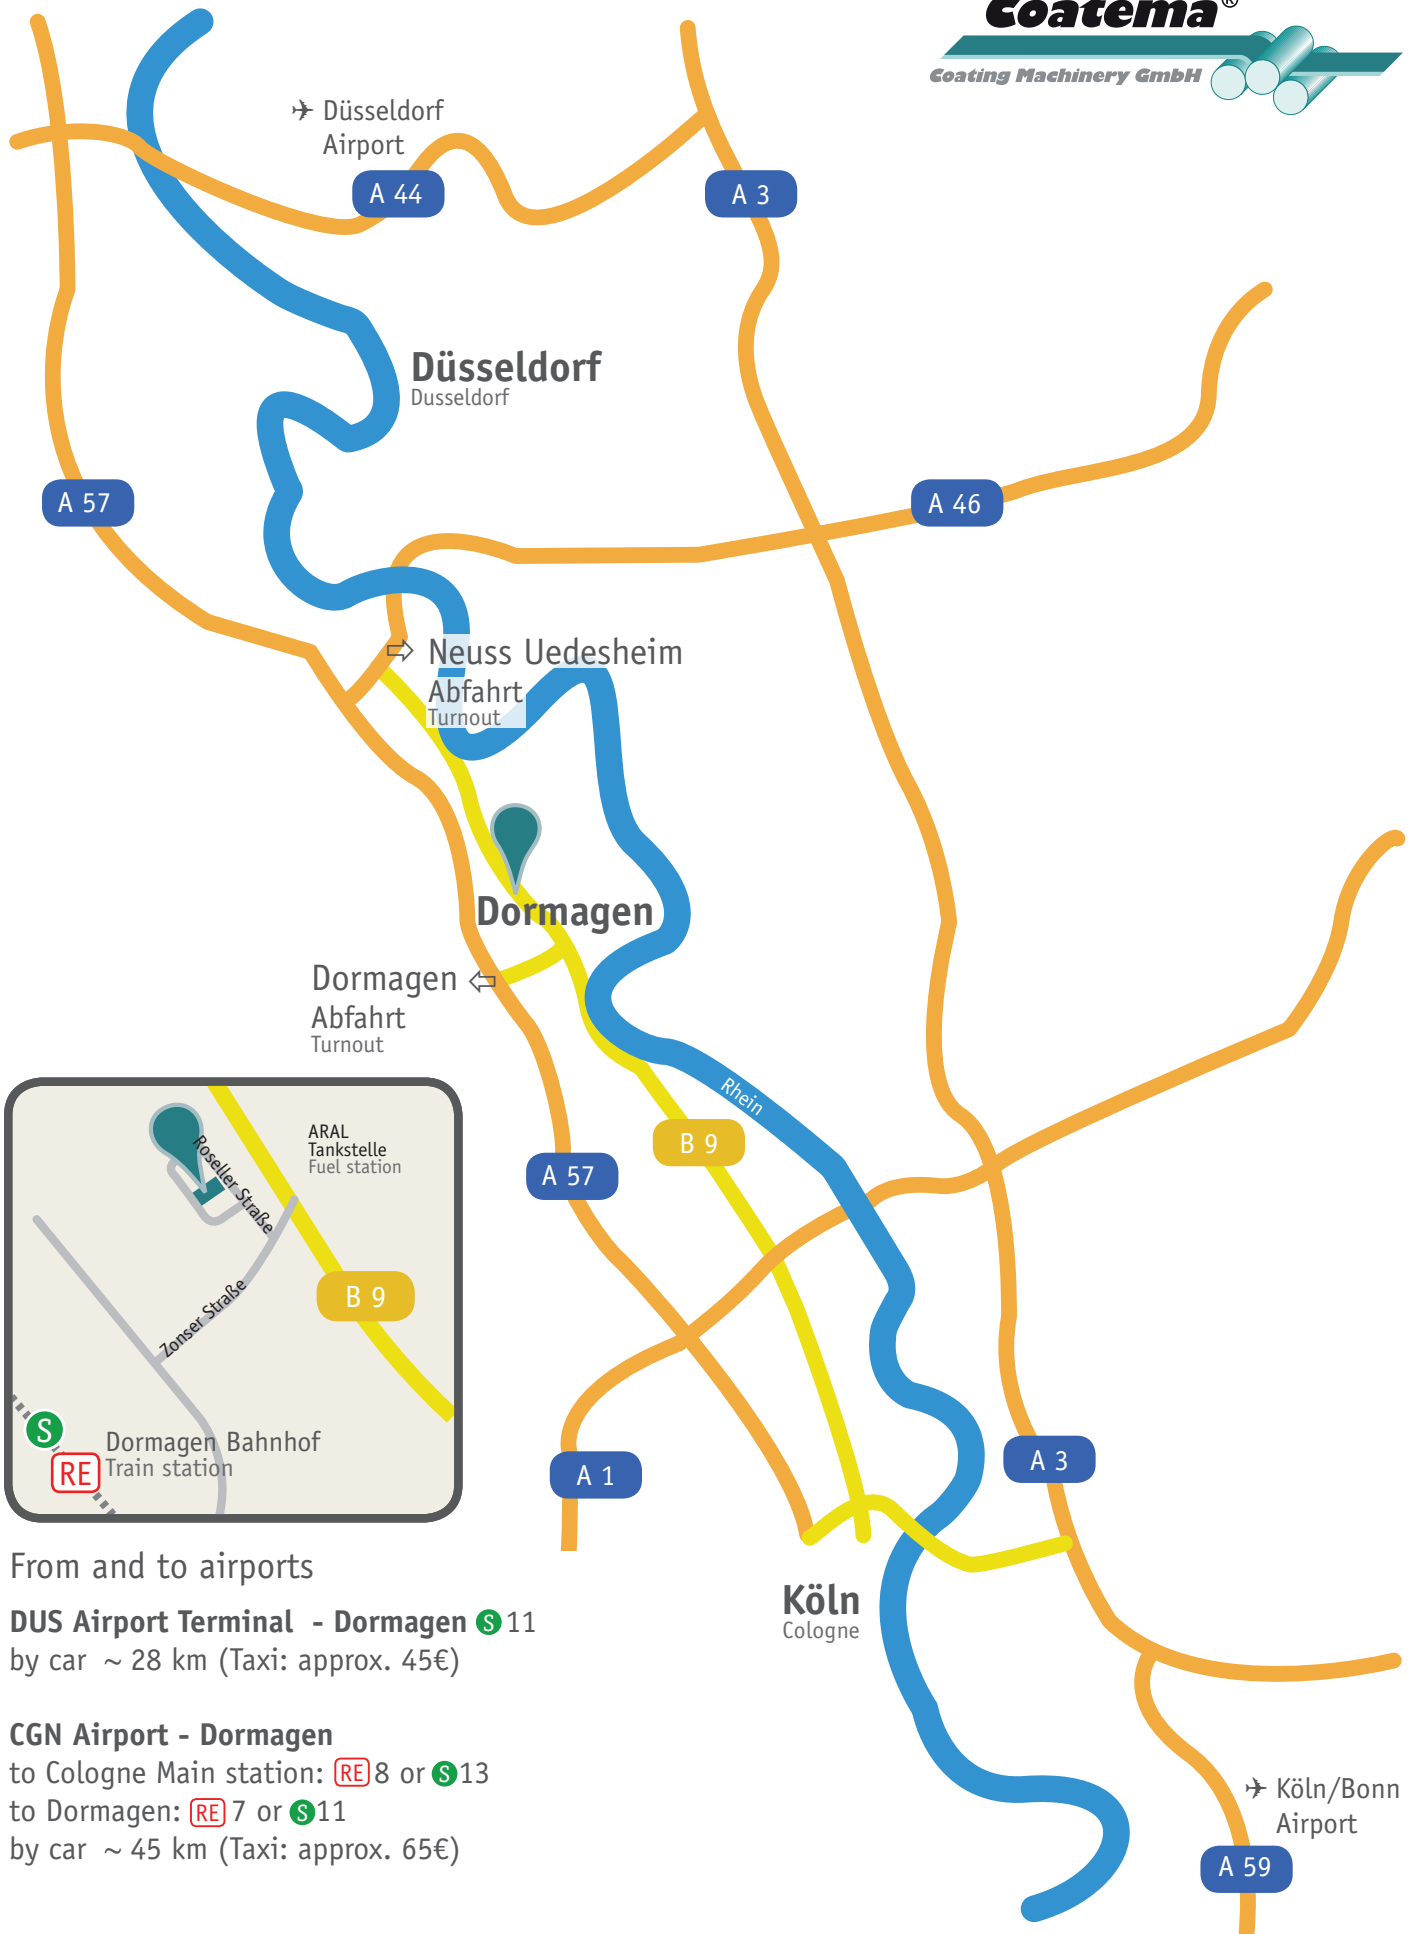 Coatema®
Coating Machinery GmbH
✈ Düsseldorf
Airport
A 44
A 3
Düsseldorf
Dusseldorf
A 57
A 46
⇨ Neuss Uedesheim
Abfahrt
Turnout
Dormagen
Dormagen ⇦
Abfahrt
Turnout
Rhein
B 9
A 57
ARAL
Tankstelle
Fuel station
Roseller Straße
Zonser Straße
B 9
S
RE
Dormagen Bahnhof
Train station
A 1
A 3
Köln
Cologne
✈ Köln/Bonn
Airport
A 59
From and to airports
DUS Airport Terminal - Dormagen S 11
by car ~ 28 km (Taxi: approx. 45€)
CGN Airport - Dormagen
to Cologne Main station: RE 8 or S 13
to Dormagen: RE 7 or S 11
by car ~ 45 km (Taxi: approx. 65€)